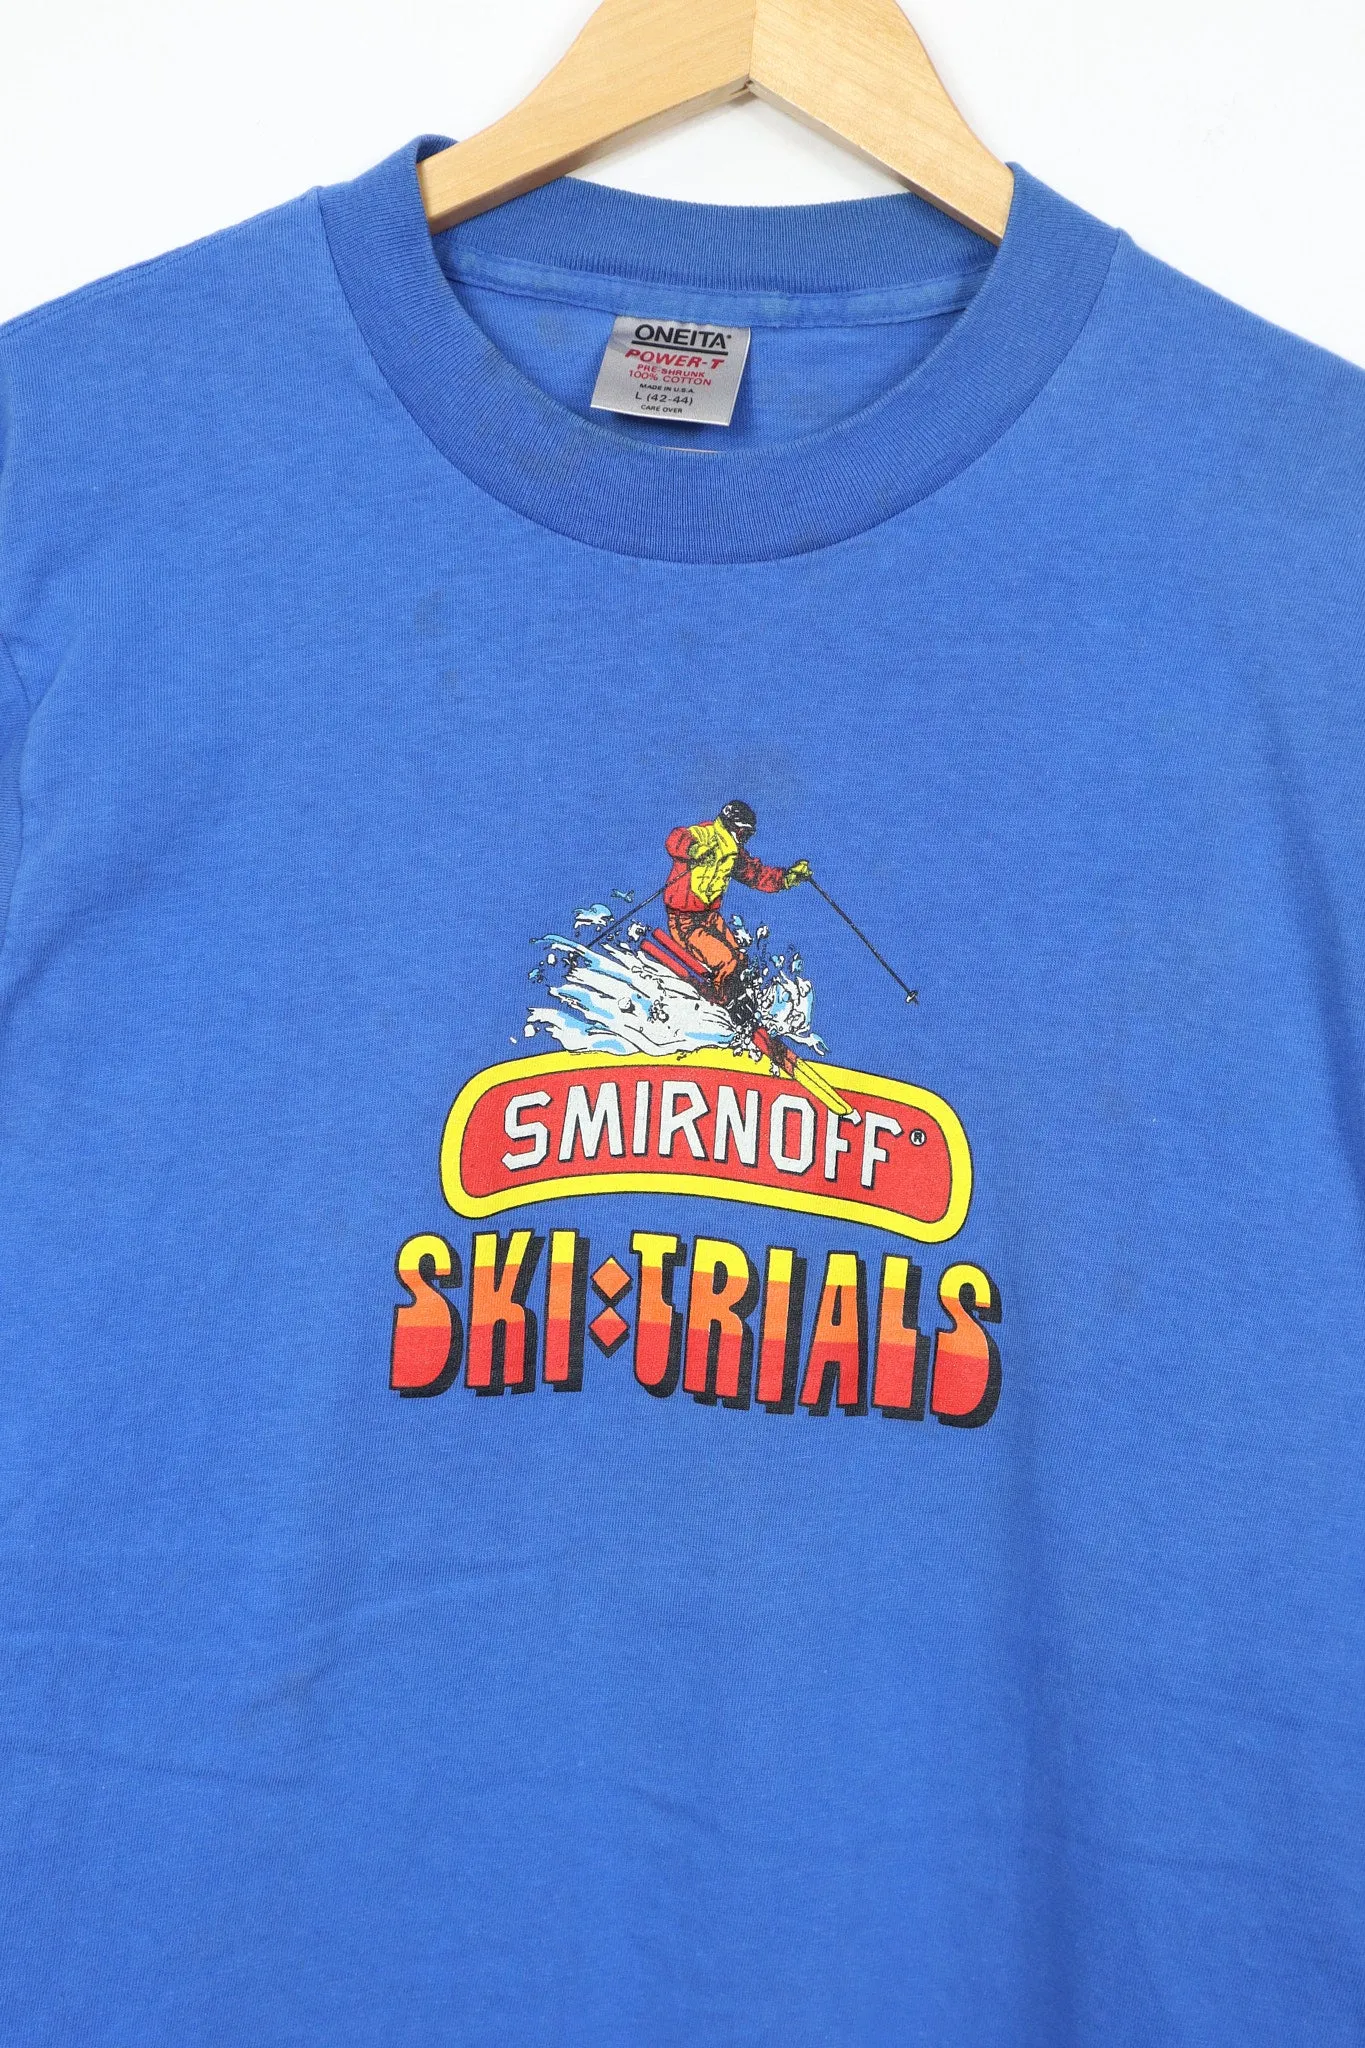 ONEITA®
POWER-T
PRE-SHRUNK
100% COTTON
MADE IN U.S.A.
L (42-44)
CARE OVER
SMIRNOFF®
SKI:TRIALS